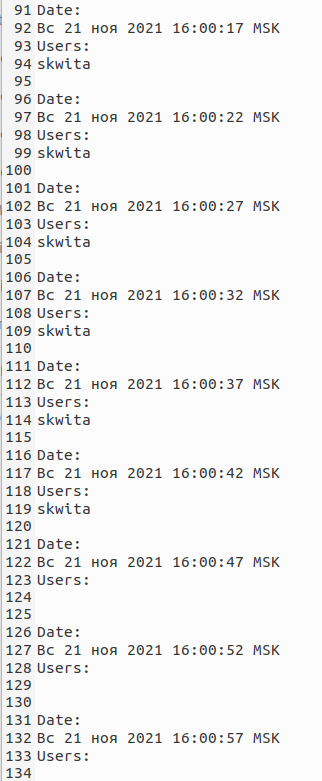 91 Date:
92 Вс 21 ноя 2021 16:00:17 MSK
93 Users:
94 skwita
95
96 Date:
97 Вс 21 ноя 2021 16:00:22 MSK
98 Users:
99 skwita
100
101 Date:
102 Вс 21 ноя 2021 16:00:27 MSK
103 Users:
104 skwita
105
106 Date:
107 Вс 21 ноя 2021 16:00:32 MSK
108 Users:
109 skwita
110
111 Date:
112 Вс 21 ноя 2021 16:00:37 MSK
113 Users:
114 skwita
115
116 Date:
117 Вс 21 ноя 2021 16:00:42 MSK
118 Users:
119 skwita
120
121 Date:
122 Вс 21 ноя 2021 16:00:47 MSK
123 Users:
124
125
126 Date:
127 Вс 21 ноя 2021 16:00:52 MSK
128 Users:
129
130
131 Date:
132 Вс 21 ноя 2021 16:00:57 MSK
133 Users:
134